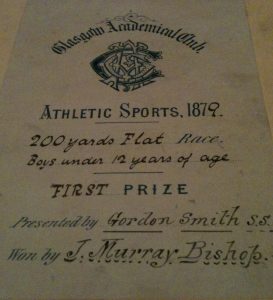 Glasgow Academical Club.
ATHLETIC SPORTS, 1879.
200 yards Flat Race.
Boys under 12 years of age
FIRST PRIZE
Presented by Gordon Smith S.S.
Won by J. Murray Bishop.